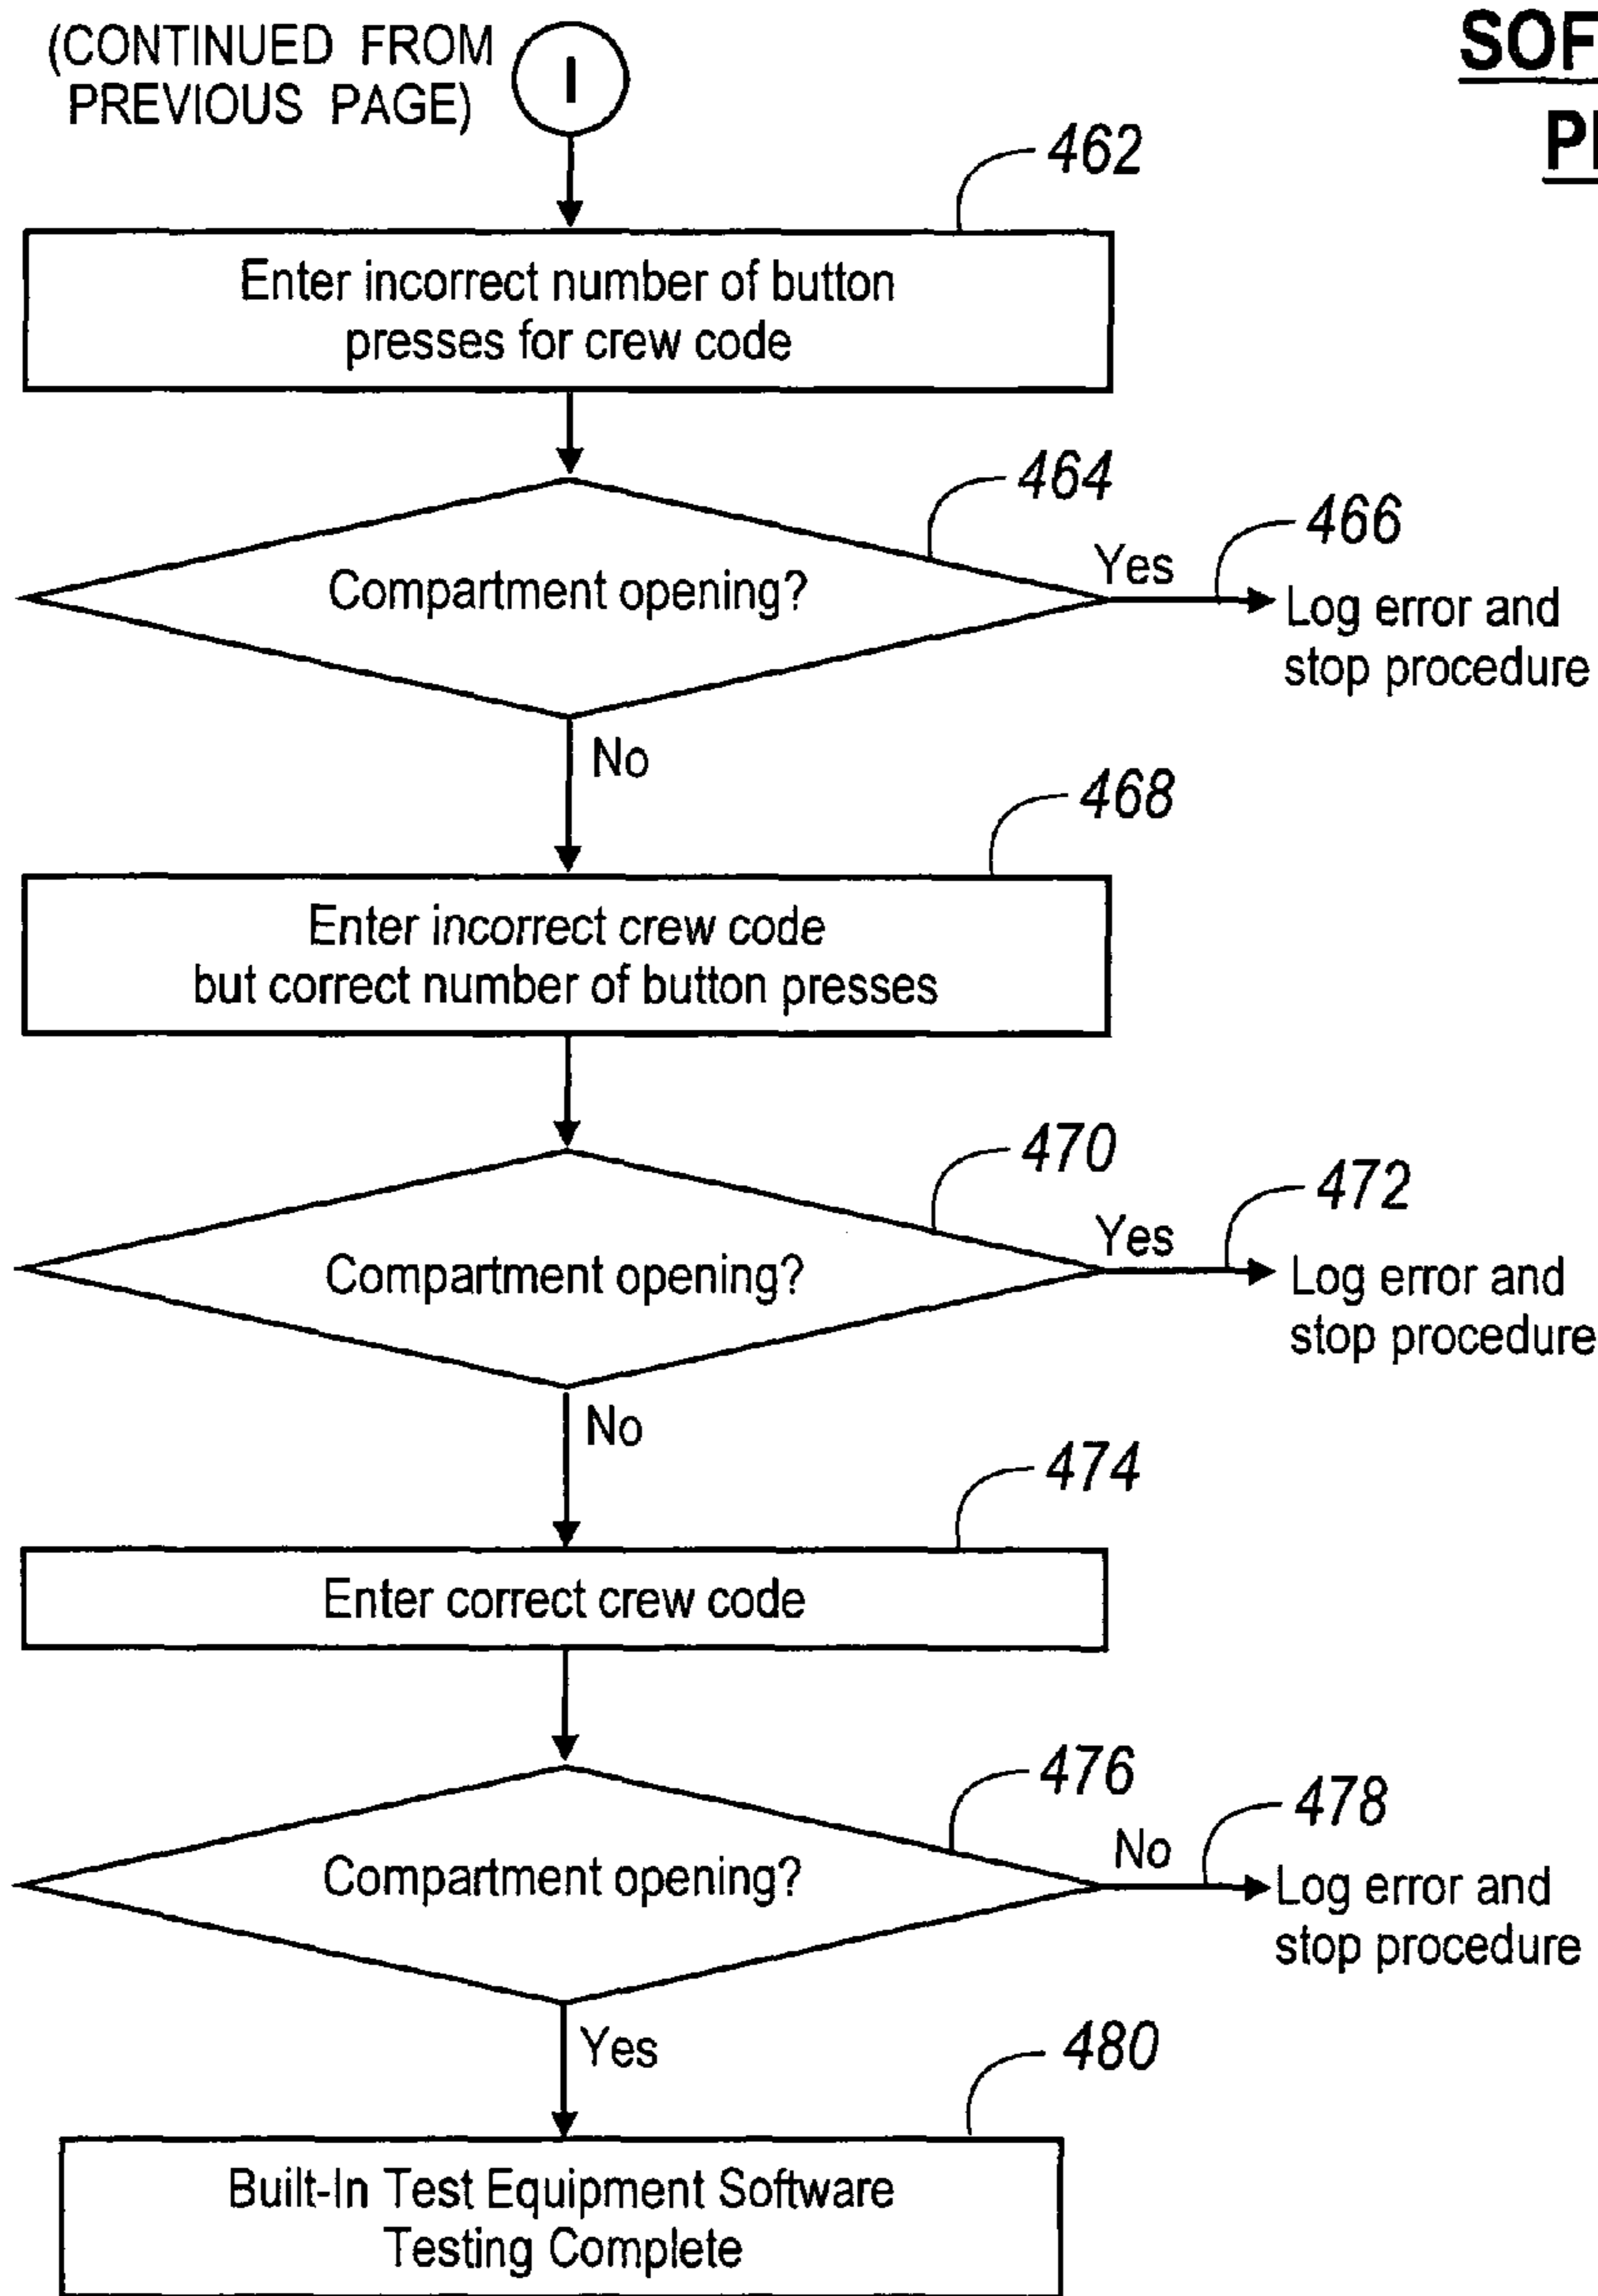 (CONTINUED FROM
PREVIOUS PAGE)
I
462
Enter incorrect number of button
presses for crew code
464
Compartment opening?
Yes
466
Log error and
stop procedure
No
468
Enter incorrect crew code
but correct number of button presses
470
Compartment opening?
Yes
472
Log error and
stop procedure
No
474
Enter correct crew code
476
Compartment opening?
No
478
Log error and
stop procedure
Yes
480
Built-In Test Equipment Software
Testing Complete